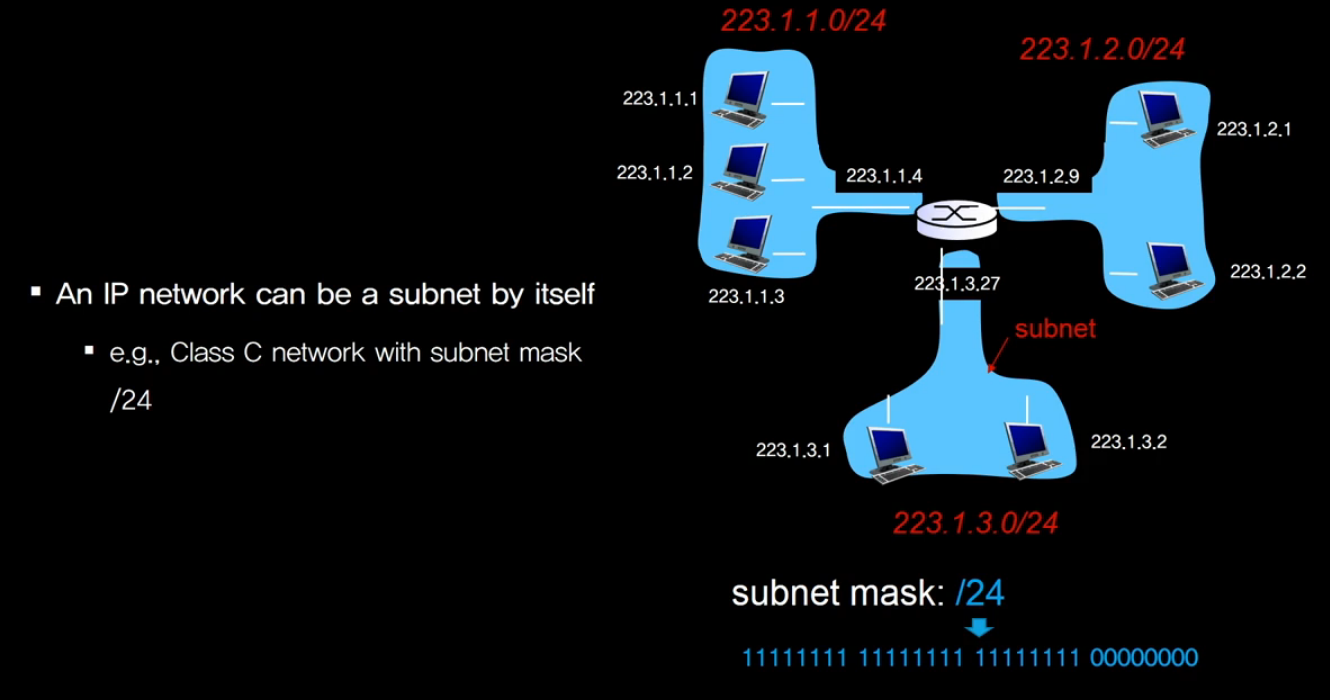 ▪ An IP network can be a subnet by itself
▪ e.g., Class C network with subnet mask
/24
223.1.1.0/24
223.1.2.0/24
223.1.1.1
223.1.1.2
223.1.1.3
223.1.1.4
223.1.2.9
223.1.2.1
223.1.2.2
223.1.3.27
subnet
223.1.3.1
223.1.3.2
223.1.3.0/24
subnet mask: /24
11111111 11111111 11111111 00000000